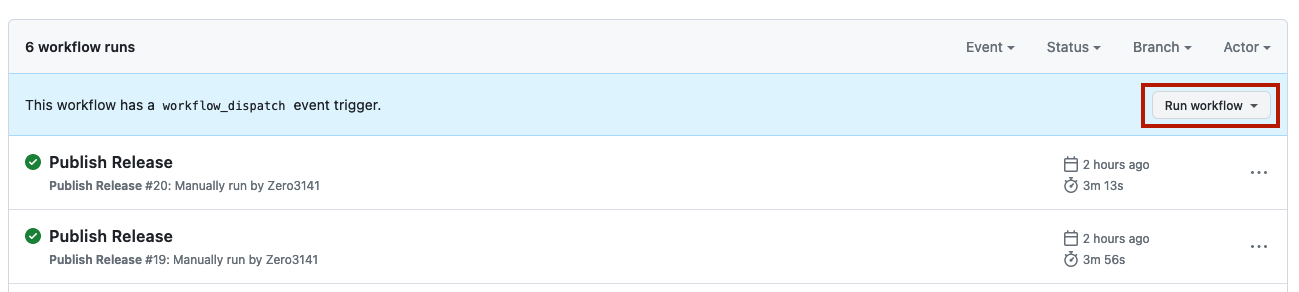 6 workflow runs Event Status Branch Actor
This workflow has a workflow_dispatch event trigger. Run workflow
Publish Release 2 hours ago
Publish Release #20: Manually run by Zero3141 3m 13s
Publish Release 2 hours ago
Publish Release #19: Manually run by Zero3141 3m 56s